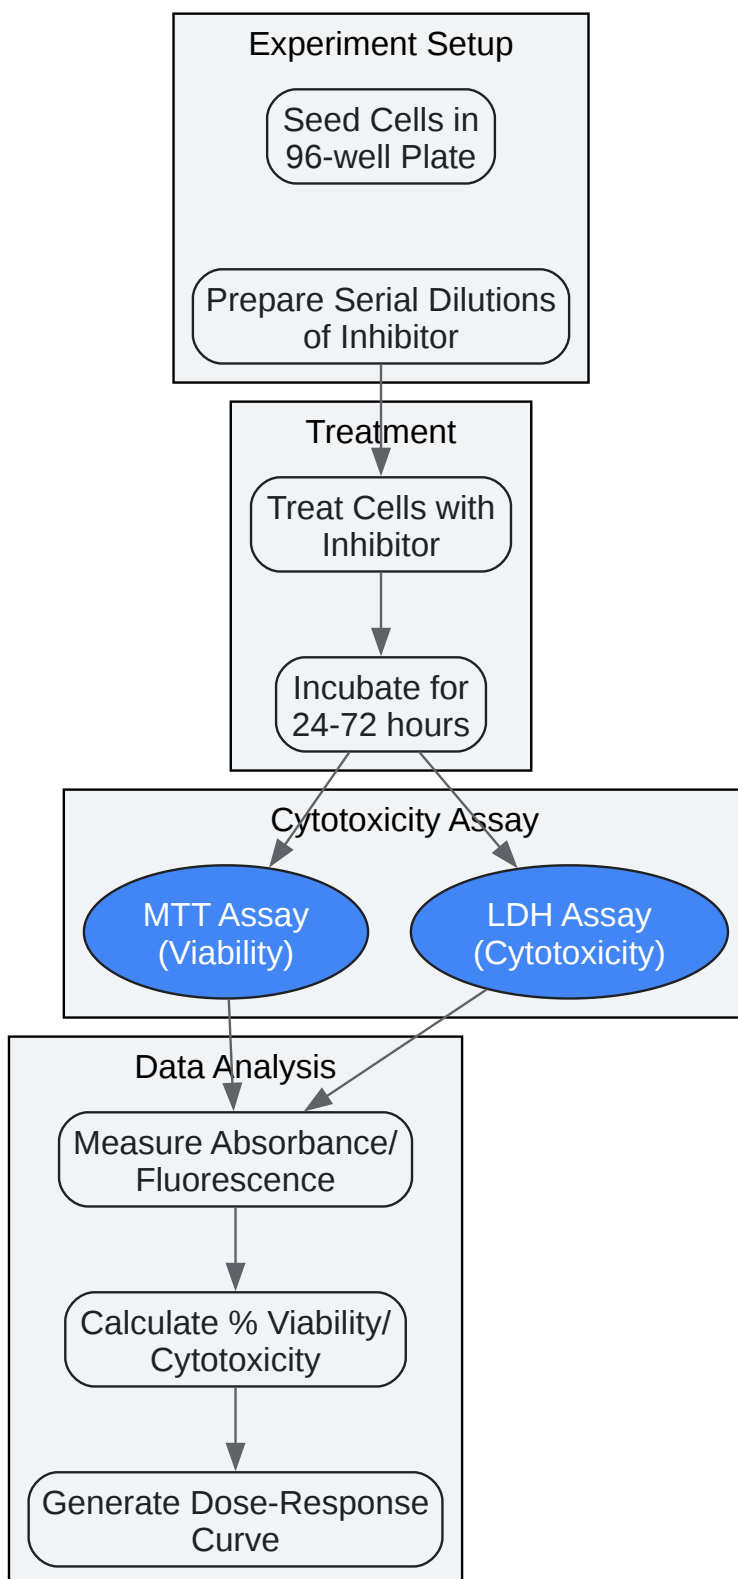 Experiment Setup
Seed Cells in
96-well Plate
Prepare Serial Dilutions
of Inhibitor
Treatment
Treat Cells with
Inhibitor
Incubate for
24-72 hours
Cytotoxicity Assay
MTT Assay
(Viability)
LDH Assay
(Cytotoxicity)
Data Analysis
Measure Absorbance/
Fluorescence
Calculate % Viability/
Cytotoxicity
Generate Dose-Response
Curve